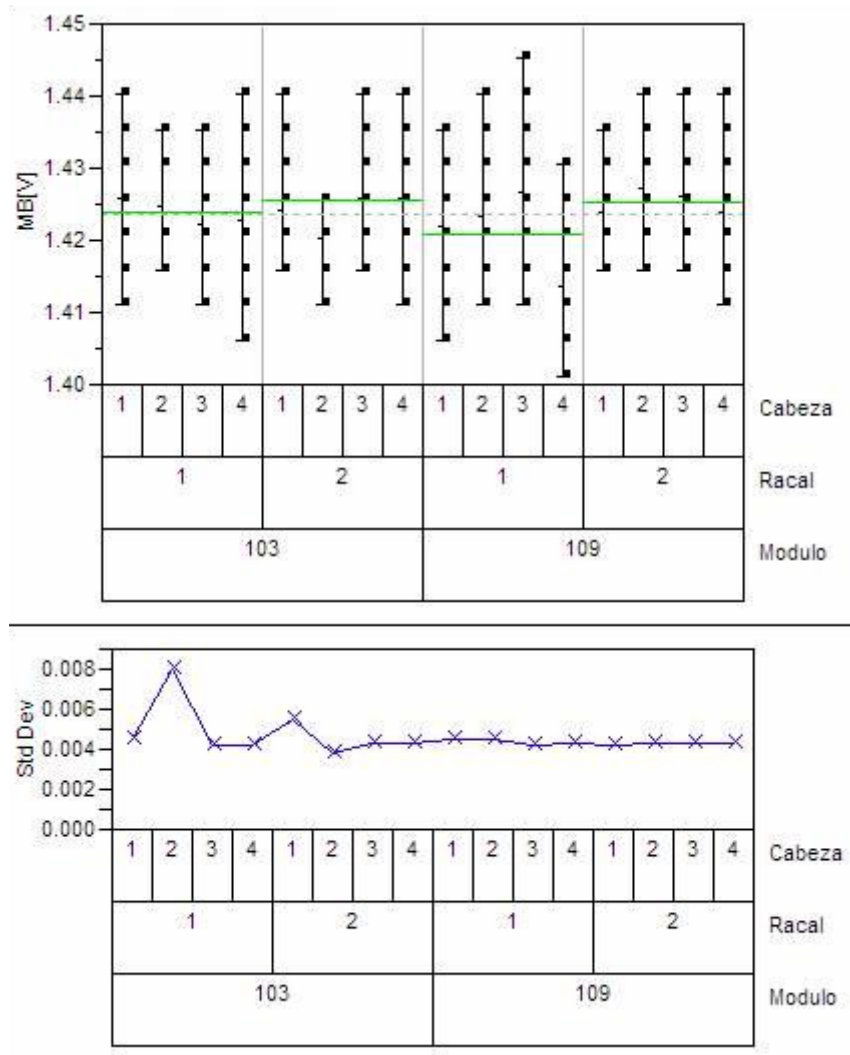 1.45
1.44
1.43
1.42
1.41
1.40
MB[V]
1 2 3 4 1 2 3 4 1 2 3 4 1 2 3 4 Cabeza
1 2 1 2 Racal
103 109 Modulo
0.008
0.006
0.004
0.002
0.000
Std Dev
1 2 3 4 1 2 3 4 1 2 3 4 1 2 3 4 Cabeza
1 2 1 2 Racal
103 109 Modulo